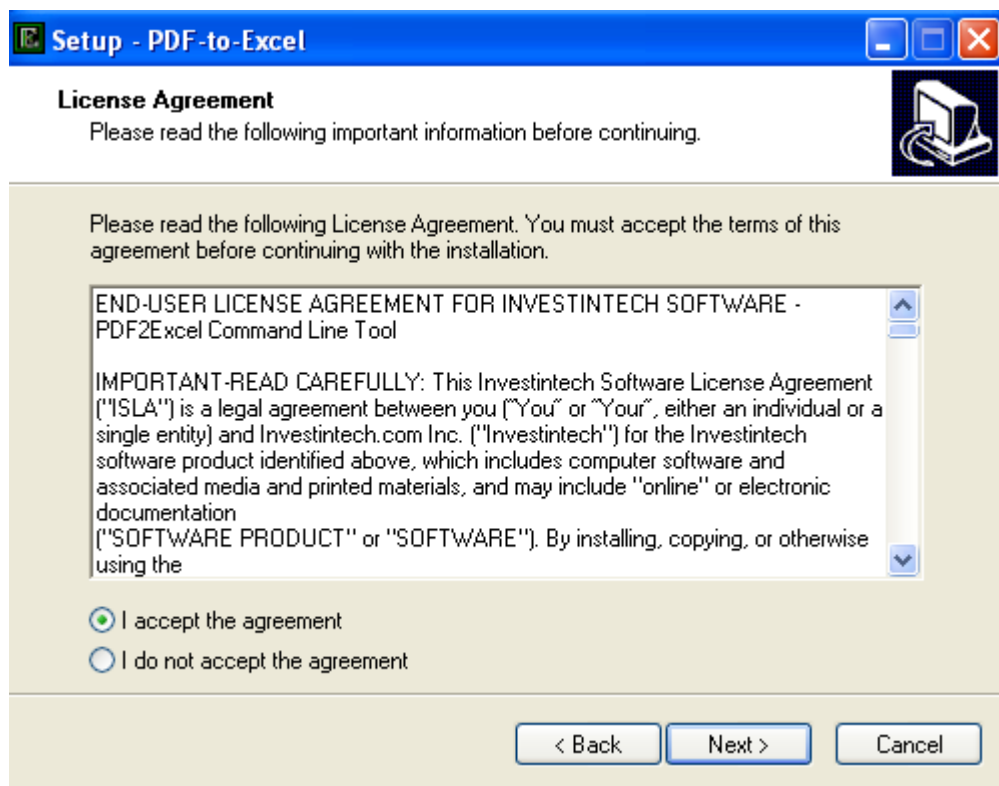 Setup - PDF-to-Excel
License Agreement
Please read the following important information before continuing.
Please read the following License Agreement. You must accept the terms of this
agreement before continuing with the installation.
END-USER LICENSE AGREEMENT FOR INVESTINTECH SOFTWARE -
PDF2Excel Command Line Tool
IMPORTANT-READ CAREFULLY: This Investintech Software License Agreement
("ISLA") is a legal agreement between you (˝You" or ˝Your", either an individual or a
single entity) and Investintech.com Inc. ("Investintech") for the Investintech
software product identified above, which includes computer software and
associated media and printed materials, and may include "online" or electronic
documentation
("SOFTWARE PRODUCT" or "SOFTWARE"). By installing, copying, or otherwise
using the
I accept the agreement
I do not accept the agreement
< Back
Next >
Cancel